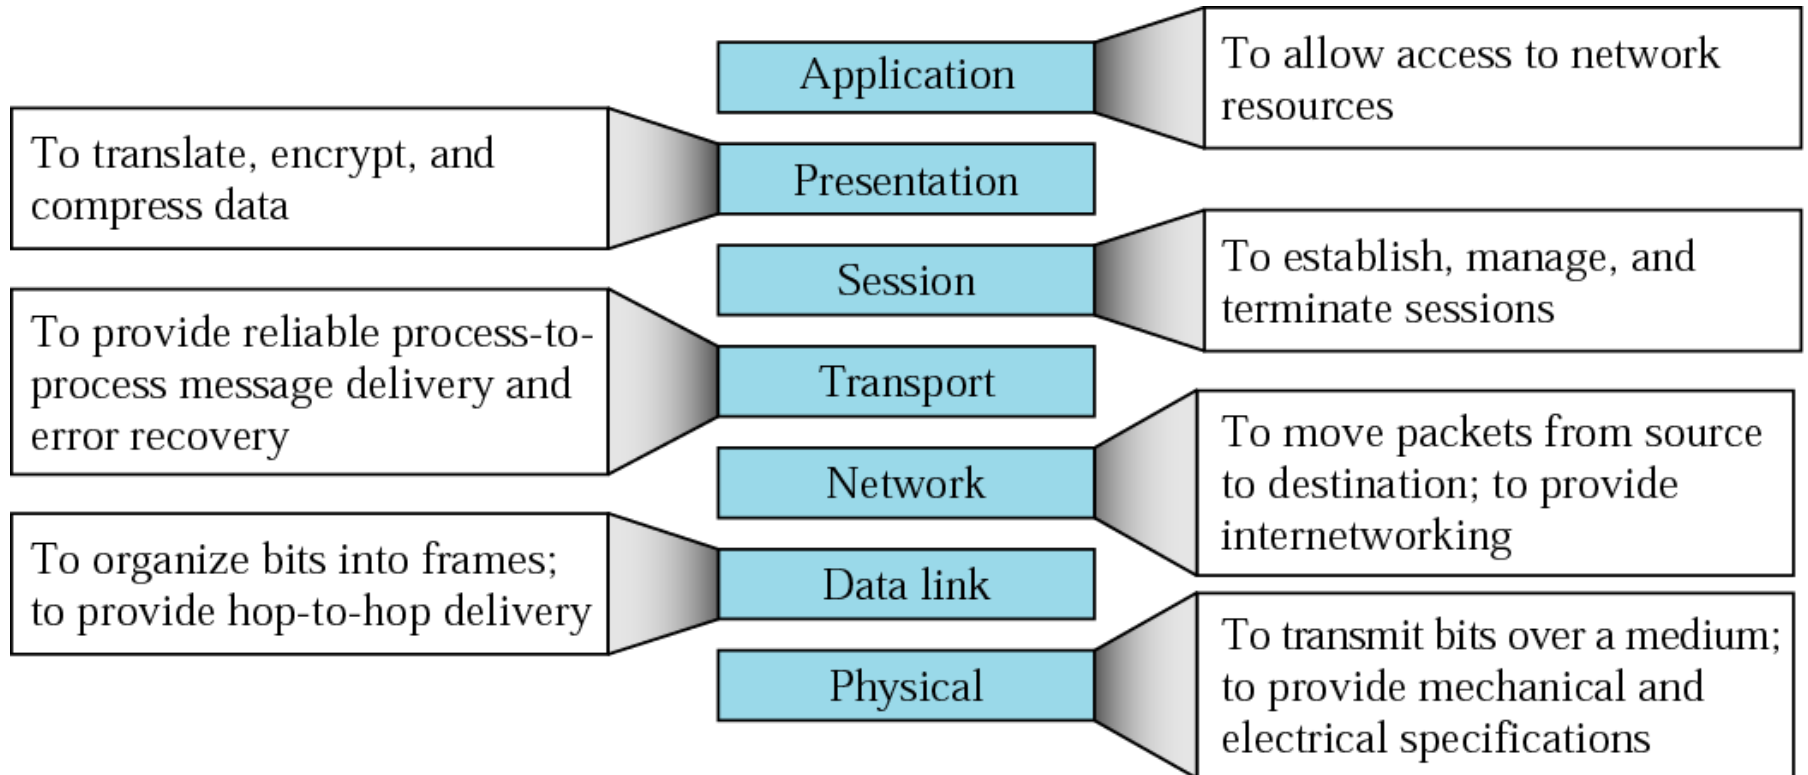 Application
To allow access to network
resources
To translate, encrypt, and
compress data
Presentation
Session
To establish, manage, and
terminate sessions
To provide reliable process-to-
process message delivery and
error recovery
Transport
Network
To move packets from source
to destination; to provide
internetworking
To organize bits into frames;
to provide hop-to-hop delivery
Data link
Physical
To transmit bits over a medium;
to provide mechanical and
electrical specifications